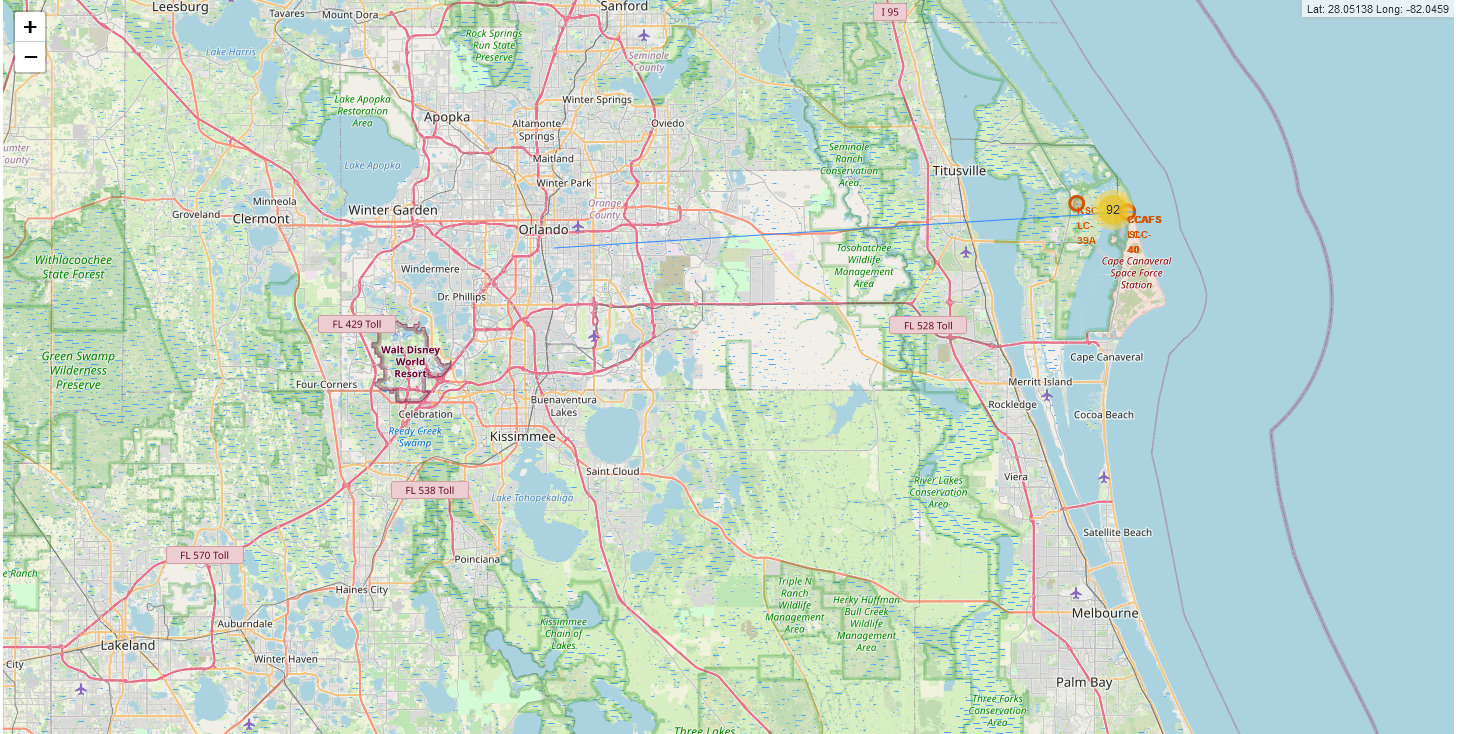 Leesburg
Tavares
Mount Dora
Sanford
I 95
Lat: 28.05138 Long: -82.0459
+
−
Rock Springs
Run State
Preserve
Lake Harris
Seminole
County
Lake Apopka
Restoration
Area
Winter Springs
Apopka
Altamonte
Springs
Oviedo
umter
County
Lake Apopka
Maitland
Seminole
Ranch
Conservation
Area
Titusville
Winter Park
Minneola
Groveland
Clermont
Winter Garden
Orange
County
Orlando
92
KSC
LC-
39A
CCAFS
SLC-
40
Cape Canaveral
Space Force
Station
Withlacoochee
State Forest
Windermere
Tosohatchee
Wildlife
Management
Area
Dr. Phillips
FL 429 Toll
FL 528 Toll
Walt Disney
World
Resort
Green Swamp
Wilderness
Preserve
Four Corners
Cape Canaveral
Merritt Island
Celebration
Buenaventura
Lakes
Rockledge
Cocoa Beach
Reedy Creek
Swamp
Kissimmee
Saint Cloud
Viera
FL 538 Toll
Lake Tohopekaliga
River Lakes
Conservation
Area
Satellite Beach
FL 570 Toll
Poinciana
e Ranch
Haines City
Triple N
Ranch
Wildlife
Management
Area
Herky Huffman
Bull Creek
Wildlife
Management
Area
Melbourne
Auburndale
Kissimmee
Chain of
Lakes
Lakeland
Winter Haven
City
Palm Bay
Three Forks
Conservation
Area
Three Lakes